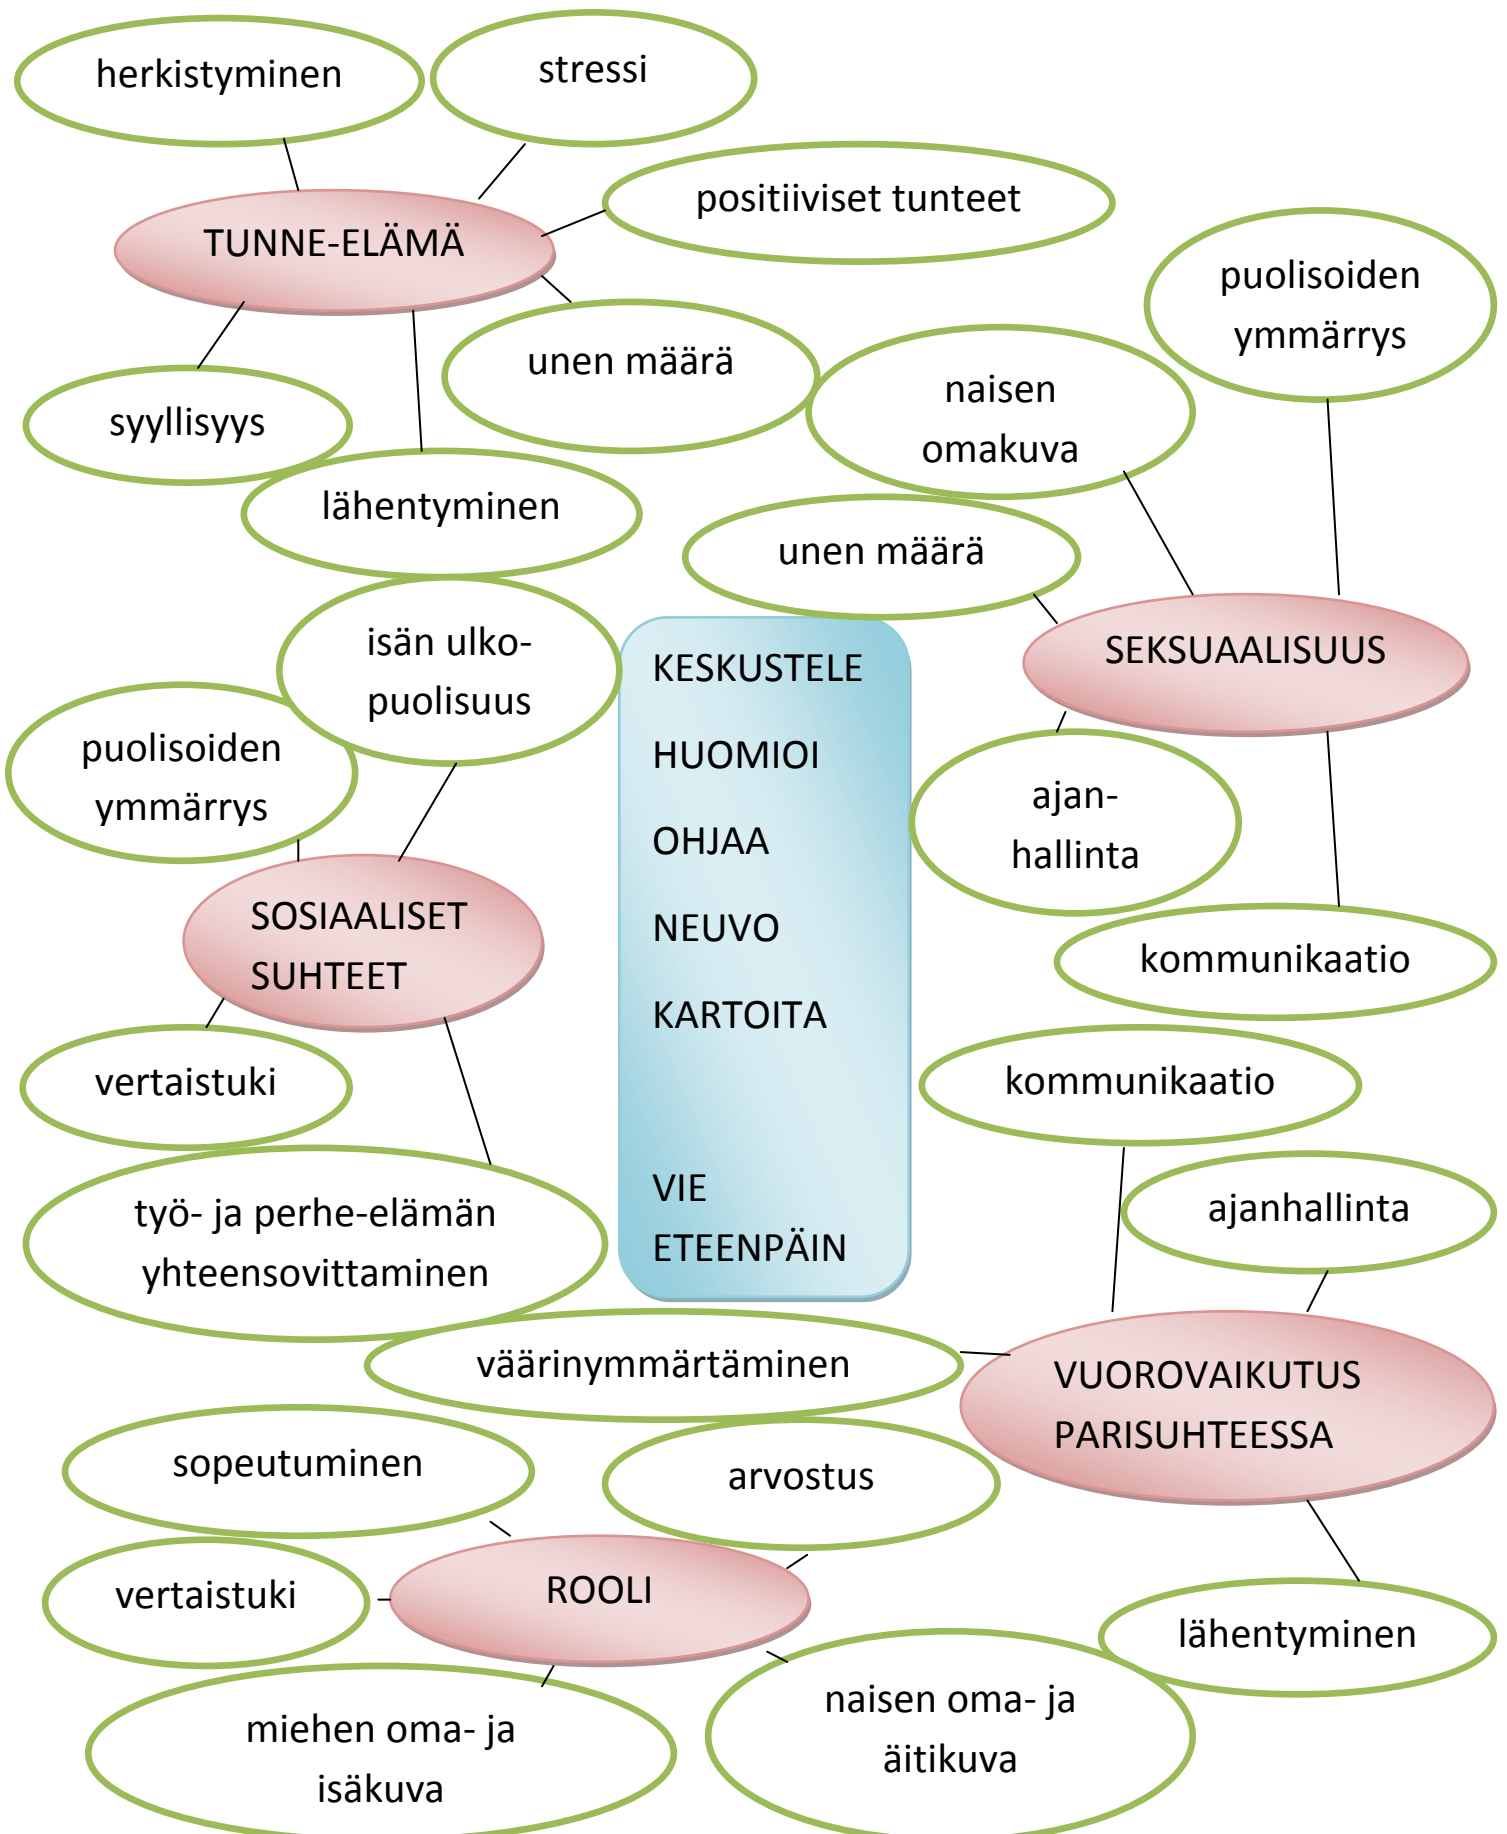 herkistyminen
stressi
positiiviset tunteet
TUNNE-ELÄMÄ
unen määrä
syyllisyys
lähentyminen
puolisoiden
ymmärrys
naisen
omakuva
unen määrä
SEKSUAALISUUS
ajan-
hallinta
kommunikaatio
isän ulko-
puolisuus
puolisoiden
ymmärrys
SOSIAALISET
SUHTEET
vertaistuki
työ- ja perhe-elämän
yhteensovittaminen
KESKUSTELE
HUOMIOI
OHJAA
NEUVO
KARTOITA
VIE
ETEENPÄIN
kommunikaatio
ajanhallinta
väärinymmärtäminen
VUOROVAIKUTUS
PARISUHTEESSA
lähentyminen
sopeutuminen
arvostus
vertaistuki
ROOLI
miehen oma- ja
isäkuva
naisen oma- ja
äitikuva